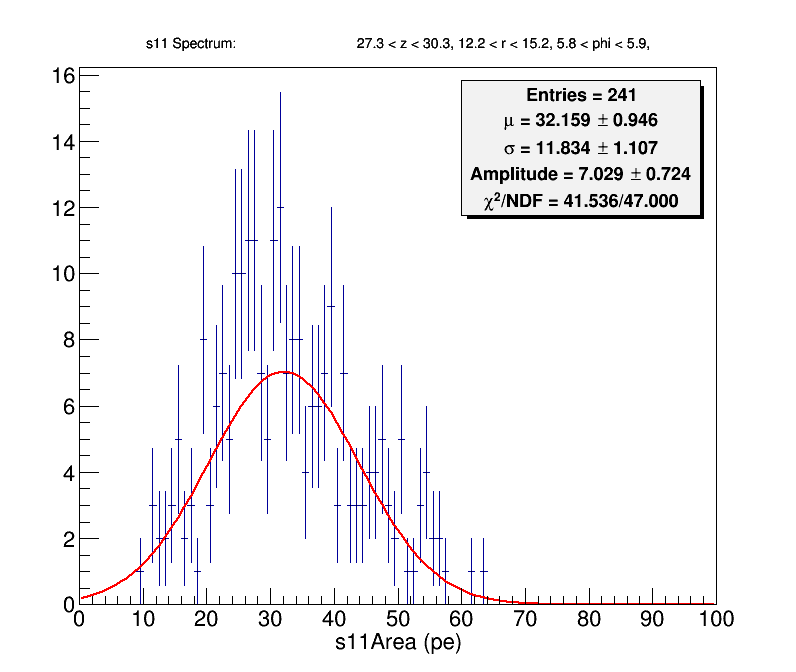 s11 Spectrum: 27.3 < z < 30.3, 12.2 < r < 15.2, 5.8 < phi < 5.9,
Entries = 241
μ = 32.159 ± 0.946
σ = 11.834 ± 1.107
Amplitude = 7.029 ± 0.724
χ²/NDF = 41.536/47.000
16
14
12
10
8
6
4
2
0
0 10 20 30 40 50 60 70 80 90 100
s11Area (pe)